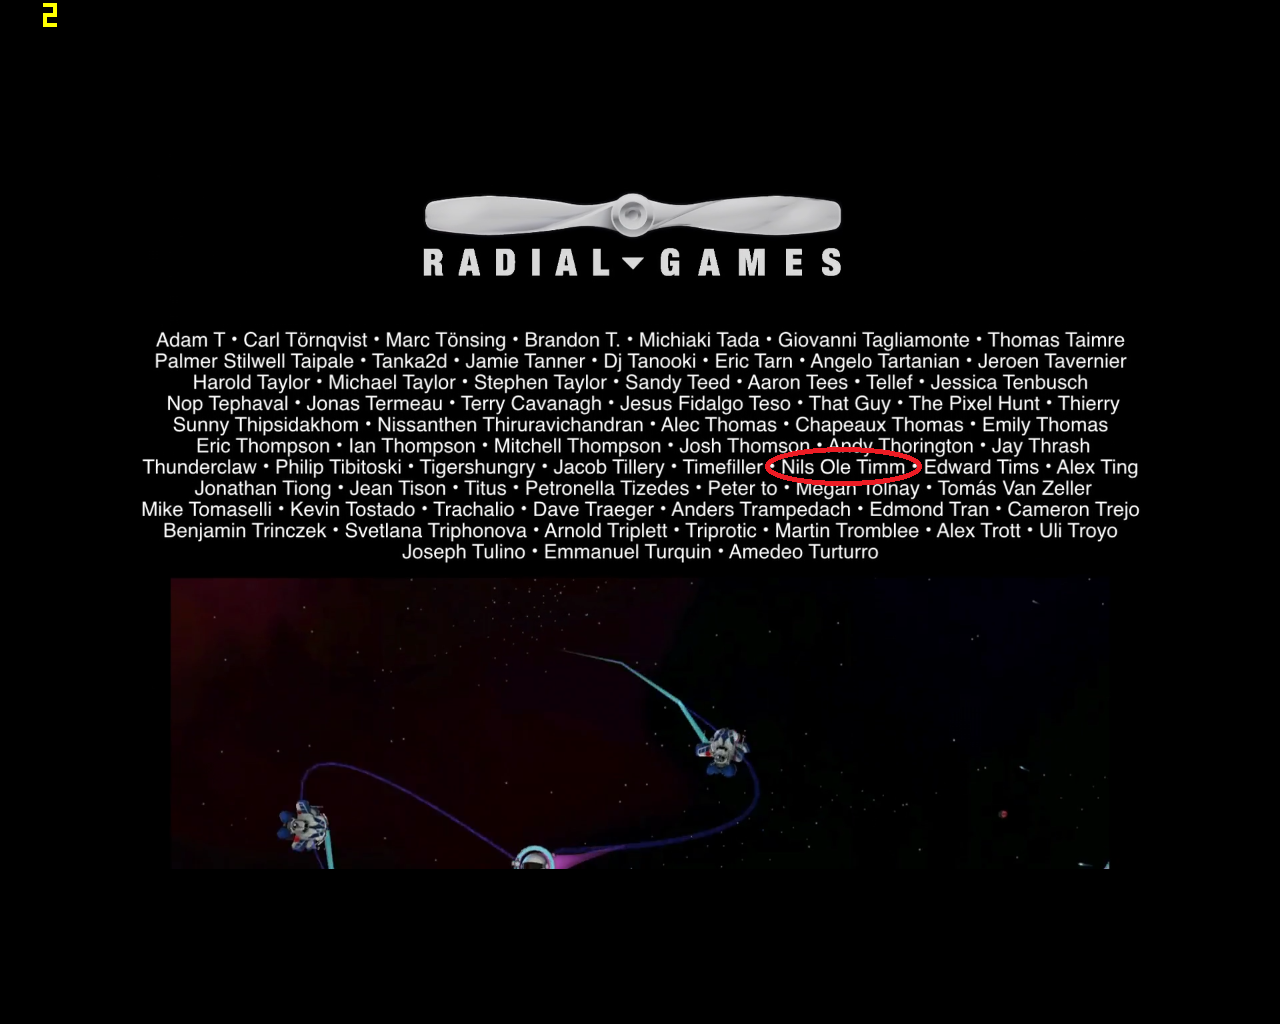 2
RADIAL GAMES
Adam T • Carl Törnqvist • Marc Tönsing • Brandon T. • Michiaki Tada • Giovanni Tagliamonte • Thomas Taimre
Palmer Stilwell Taipale • Tanka2d • Jamie Tanner • Dj Tanooki • Eric Tarn • Angelo Tartanian • Jeroen Tavernier
Harold Taylor • Michael Taylor • Stephen Taylor • Sandy Teed • Aaron Tees • Tellef • Jessica Tenbusch
Nop Tephaval • Jonas Termeau • Terry Cavanagh • Jesus Fidalgo Teso • That Guy • The Pixel Hunt • Thierry
Sunny Thipsidakhom • Nissanthen Thiruravichandran • Alec Thomas • Chapeaux Thomas • Emily Thomas
Eric Thompson • Ian Thompson • Mitchell Thompson • Josh Thomson • Andy Thorington • Jay Thrash
Thunderclaw • Philip Tibitoski • Tigershungry • Jacob Tillery • Timefiller • Nils Ole Timm • Edward Tims • Alex Ting
Jonathan Tiong • Jean Tison • Titus • Petronella Tizedes • Peter to • Megan Tolnay • Tomás Van Zeller
Mike Tomaselli • Kevin Tostado • Trachalio • Dave Traeger • Anders Trampedach • Edmond Tran • Cameron Trejo
Benjamin Trinczek • Svetlana Triphonova • Arnold Triplett • Triprotic • Martin Tromblee • Alex Trott • Uli Troyo
Joseph Tulino • Emmanuel Turquin • Amedeo Turturro